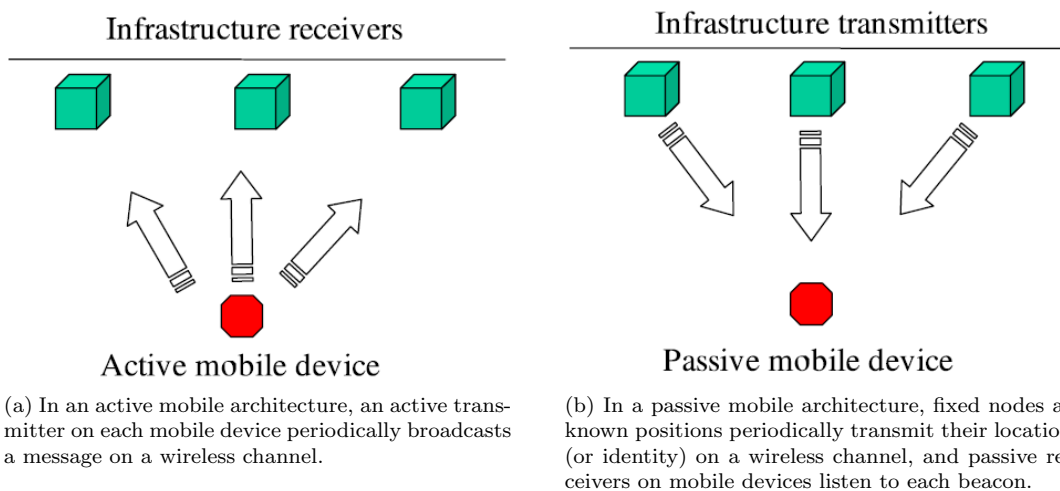 Infrastructure receivers
Active mobile device
(a) In an active mobile architecture, an active trans-
mitter on each mobile device periodically broadcasts
a message on a wireless channel.
Infrastructure transmitters
Passive mobile device
(b) In a passive mobile architecture, fixed nodes a
known positions periodically transmit their locatio
(or identity) on a wireless channel, and passive re
ceivers on mobile devices listen to each beacon.